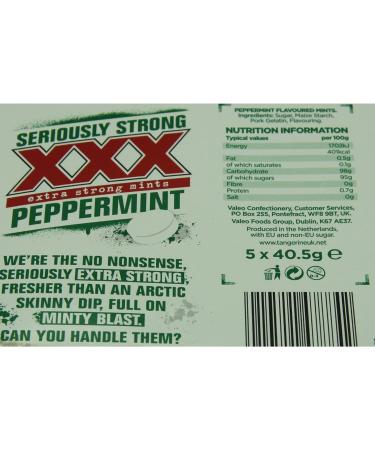 SERIOUSLY STRONG
XXX
extra strong mints
PEPPERMINT
WE'RE THE NO NONSENSE,
SERIOUSLY EXTRA STRONG,
FRESHER THAN AN ARCTIC
SKINNY DIP, FULL ON
MINTY BLAST.
CAN YOU HANDLE THEM?
PEPPERMINT FLAVOURED MINTS.
Ingredients: Sugar, Maize Starch,
Pork Gelatin, Flavouring.
NUTRITION INFORMATION
Typical values per 100g
Energy 1702kJ
401kcal
Fat 0.5g
of which saturates 0.1g
Carbohydrate 98g
of which sugars 95g
Fibre 0g
Protein 0.7g
Salt 0g
Valeo Confectionery, Customer Services,
PO Box 255, Pontefract, WF8 9BT, UK.
Valeo Foods Group, Dublin, K67 AE37.
Produced in the Netherlands,
with EU and non-EU sugar.
www.tangerineuk.net
5 x 40.5g e